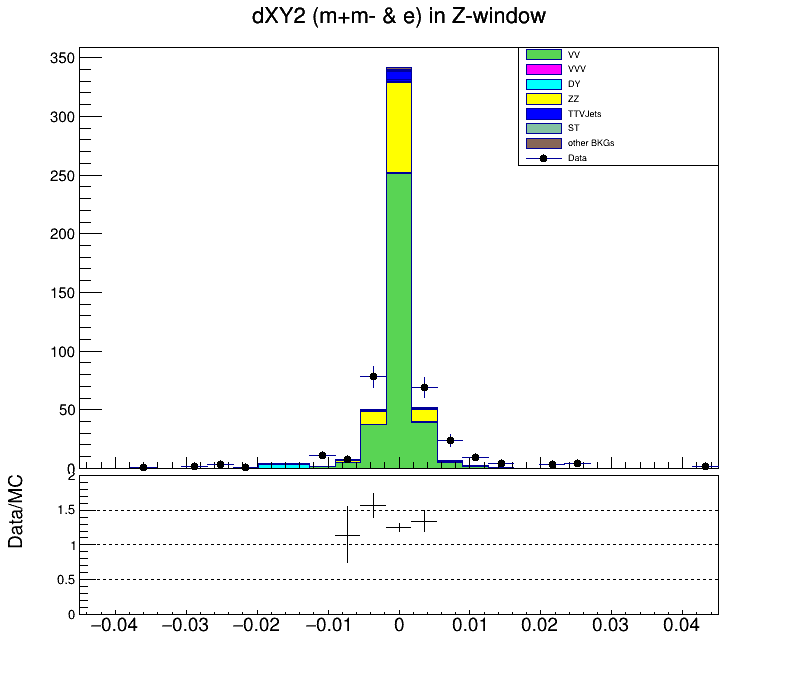 dXY2 (m+m- & e) in Z-window
350
300
250
200
150
100
50
0
VV
VVV
DY
ZZ
TTVJets
ST
other BKGs
Data
Data/MC
2
1.5
1
0.5
0
−0.04 −0.03 −0.02 −0.01 0 0.01 0.02 0.03 0.04